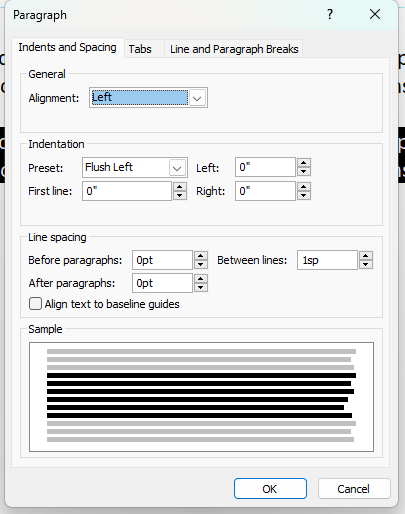 Paragraph
Indents and Spacing Tabs Line and Paragraph Breaks
General
Alignment: Left
Indentation
Preset: Flush Left Left: 0"
First line: 0" Right: 0"
Line spacing
Before paragraphs: 0pt Between lines: 1sp
After paragraphs: 0pt
Align text to baseline guides
Sample
OK Cancel